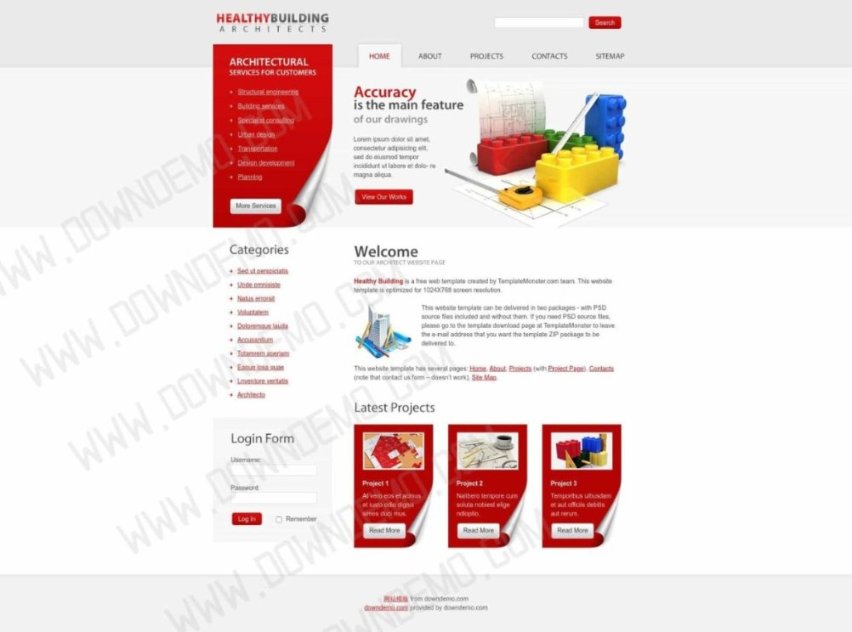 HEALTHYBUILDING
ARCHITECTS
Search
HOME
ABOUT
PROJECTS
CONTACTS
SITEMAP
ARCHITECTURAL
SERVICES FOR CUSTOMERS
Structural engineering
Building services
Specialist consulting
Urban design
Transportation
Design development
Planning
More Services
Accuracy
is the main feature
of our drawings
Lorem ipsum dolor sit amet,
consectetur adipisicing elit,
sed do eiusmod tempor
incididunt ut labore et dolo- re
magna aliqua.
View Our Works
Categories
Sed ut perspiciatis
Unde omnisiste
Natus errorsit
Voluptatem
Doloremque lauda
Accusantium
Totamrem aperiam
Eaque ipsa quae
Loventore veritatis
Architecto
Login Form
Username:
Password:
Log In
Remember
Welcome
TO OUR ARCHITECT WEBSITE PAGE
Healthy Building is a free web template created by TemplateMonster.com team. This website
template is optimized for 1024X768 screen resolution.
This website template can be delivered in two packages - with PSD
source files included and without them. If you need PSD source files,
please go to the template download page at TemplateMonster to leave
the e-mail address that you want the template ZIP package to be
delivered to.
This website template has several pages: Home, About, Projects (with Project Page), Contacts
(note that contact us form – doesn't work), Site Map.
Latest Projects
Project 1
At vero eos et accus
et iusto odio dignis
simos duci mus.
Read More
Project 2
Nalbero tempore cum
soluta nobisst elige
ndoptio.
Read More
Project 3
Temporibus utbusdam
et aut officiis debitis
aut rerum.
Read More
网站模板 from downdemo.com
downdemo.com provided by downdemo.com
WWW.DOWNDEMO.COM
WWW.DOWNDEMO.COM
WWW.DOWNDEMO.COM
WWW.DOWNDEMO.COM
WWW.DOWNDEMO.COM